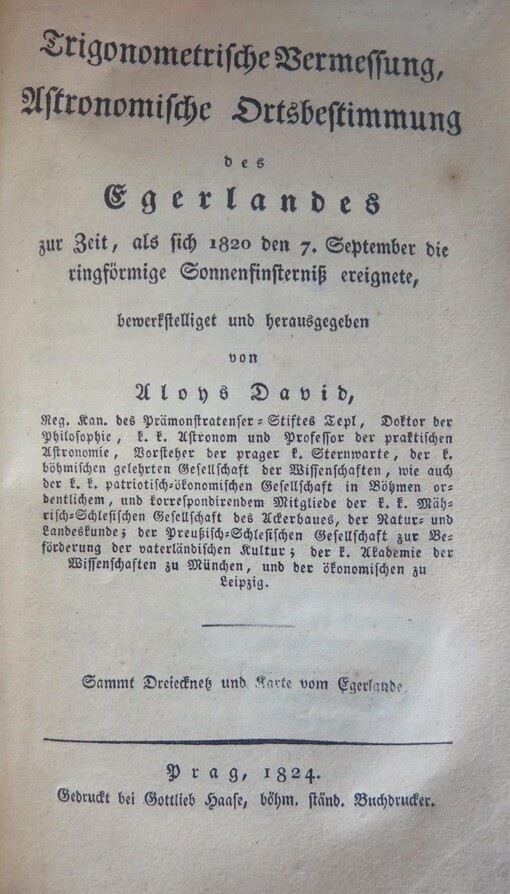 Trigonometrische Vermessung,
Astronomische Ortsbestimmung
des
Egerlandes
zur Zeit, als sich 1820 den 7. September die
ringförmige Sonnenfinsterniß ereignete,
bewerkstelliget und herausgegeben
von
Aloys David,
Reg. Kan. des Prämonstratenser-Stiftes Tepl, Doktor der
Philosophie, k. k. Astronom und Professor der praktischen
Astronomie, Vorsteher der prager k. Sternwarte, der k.
böhmischen gelehrten Gesellschaft der Wissenschaften, wie auch
der k. k. patriotisch-ökonomischen Gesellschaft in Böhmen or-
dentlichem, und korrespondirendem Mitgliede der k. k. Mäh-
risch-Schlesischen Gesellschaft des Ackerbaues, der Natur- und
Landeskunde; der Preußisch-Schlesischen Gesellschaft zur Be-
förderung der vaterländischen Kultur; der k. Akademie der
Wissenschaften zu München, und der ökonomischen zu
Leipzig.
Sammt Dreiecknetz und Karte vom Egerlande.
Prag, 1824.
Gedruckt bei Gottlieb Haase, böhm. ständ. Buchdrucker.